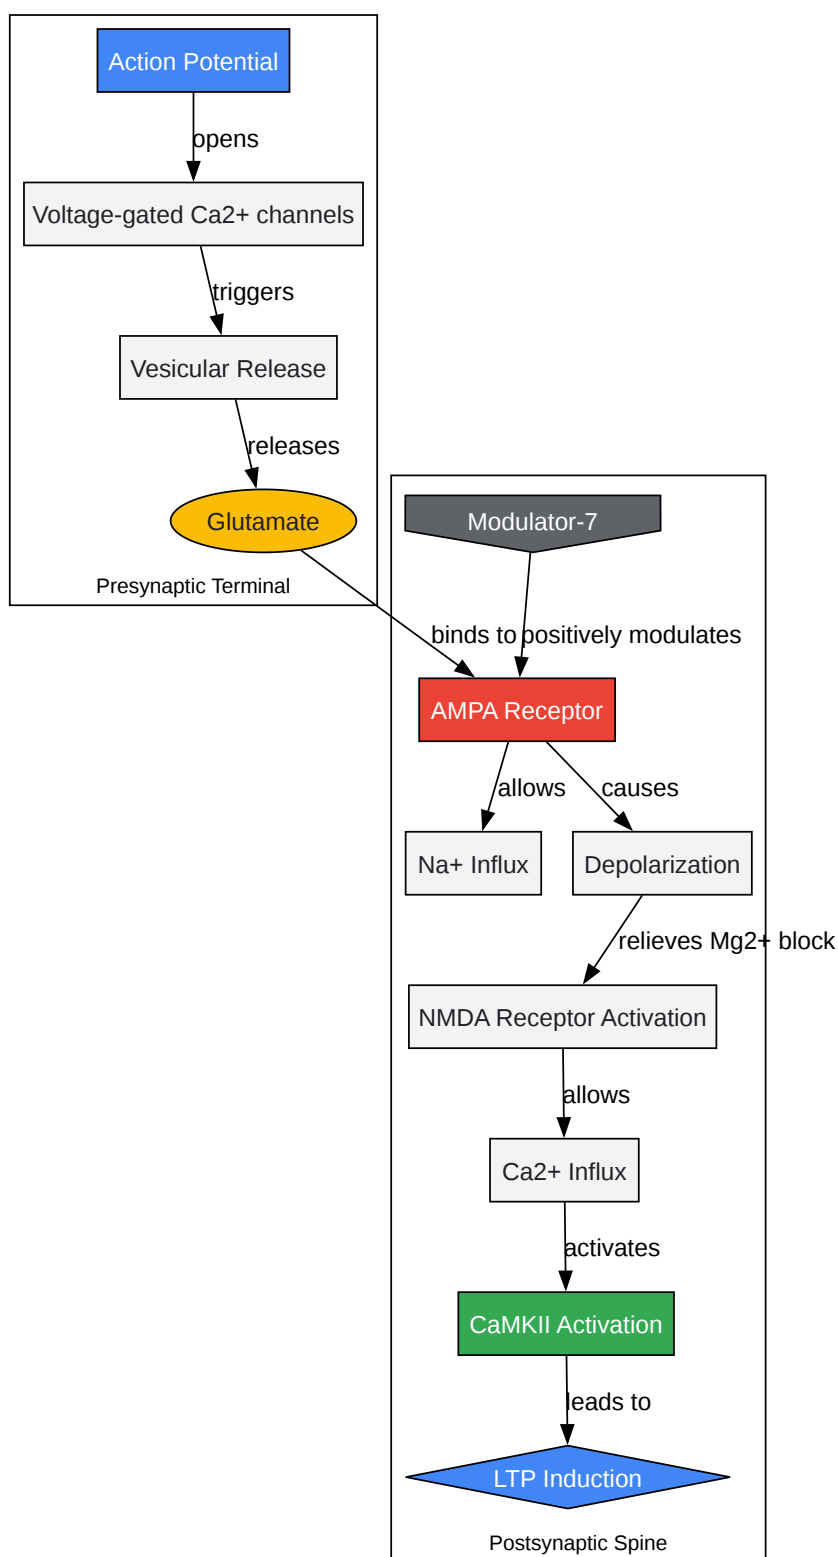 Action Potential
opens
Voltage-gated Ca2+ channels
triggers
Vesicular Release
releases
Glutamate
Presynaptic Terminal
Modulator-7
binds to
positively modulates
AMPA Receptor
allows
causes
Na+ Influx
Depolarization
relieves Mg2+ block
NMDA Receptor Activation
allows
Ca2+ Influx
activates
CaMKII Activation
leads to
LTP Induction
Postsynaptic Spine